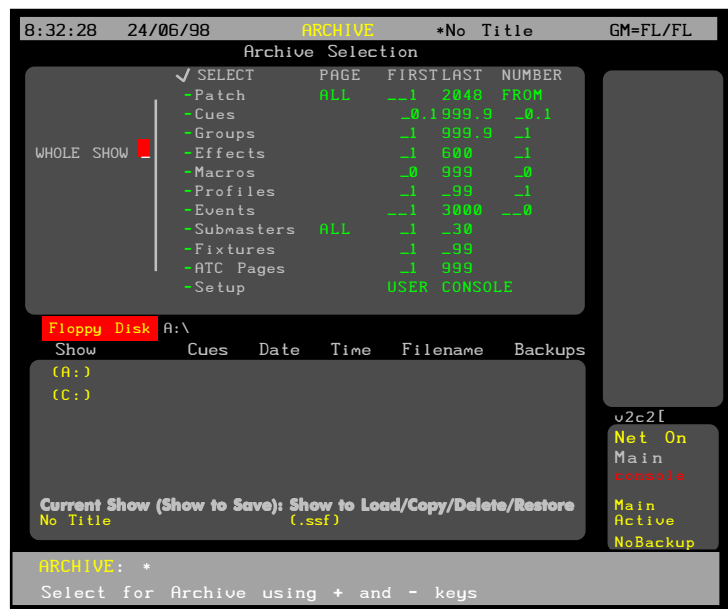 8:32:28 24/06/98 ARCHIVE *No Title GM=FL/FL
Archive Selection
✓ SELECT PAGE FIRST LAST NUMBER
-Patch ALL __1 2048 FROM
-Cues _0.1 999.9 _0.1
-Groups _1 999.9 _1
WHOLE SHOW _ -Effects _1 600 _1
-Macros _0 999 _0
-Profiles _1 _99 _1
-Events __1 3000 __0
-Submasters ALL _1 _30
-Fixtures _1 _99
-ATC Pages _1 999
-Setup USER CONSOLE
Floppy Disk A:\
Show Cues Date Time Filename Backups
(A:)
(C:)
Current Show (Show to Save): Show to Load/Copy/Delete/Restore
No Title (.ssf)
v2c2[
Net On
Main
console
Main
Active
NoBackup
ARCHIVE: *
Select for Archive using + and - keys